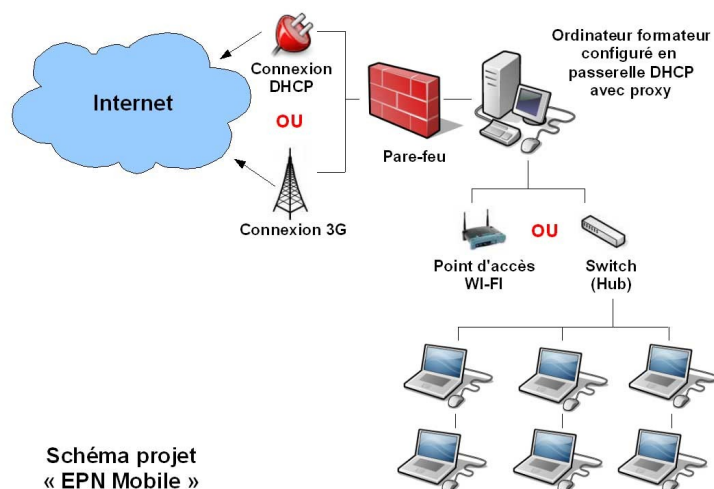 Internet
Connexion
DHCP
OU
Connexion 3G
Pare-feu
Ordinateur formateur
configuré en
passerelle DHCP
avec proxy
Point d'accès
WI-FI
OU
Switch
(Hub)
Schéma projet
« EPN Mobile »